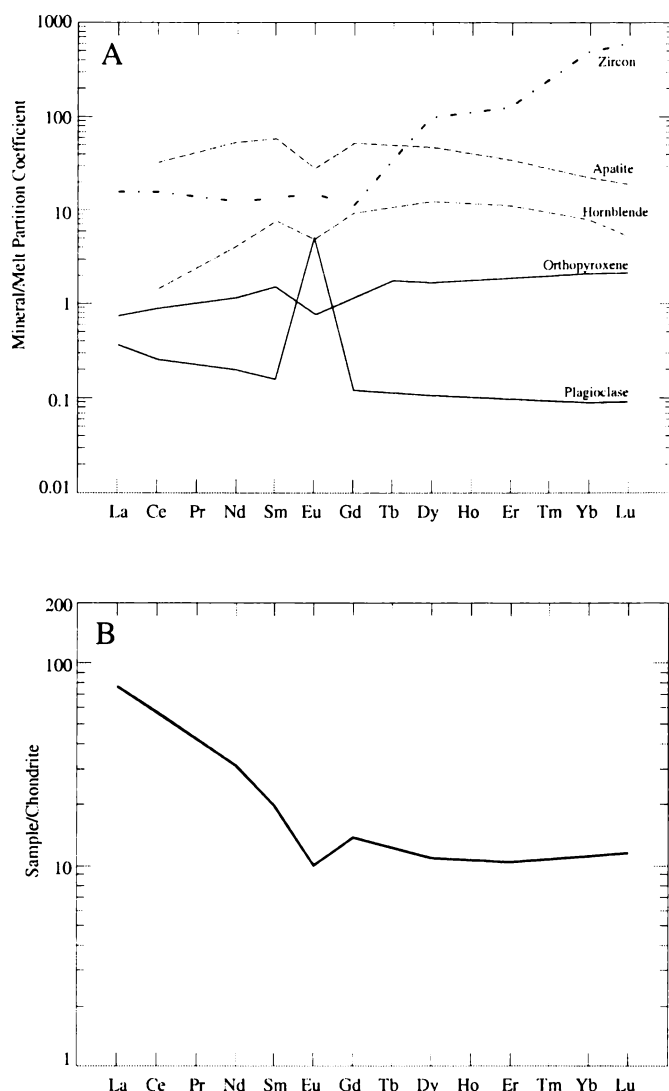 A
Mineral/Melt Partition Coefficient
1000
100
10
1
0.1
0.01
Zircon
Apatite
Hornblende
Orthopyroxene
Plagioclase
La Ce Pr Nd Sm Eu Gd Tb Dy Ho Er Tm Yb Lu
B
Sample/Chondrite
200
100
10
1
La Ce Pr Nd Sm Eu Gd Tb Dy Ho Er Tm Yb Lu